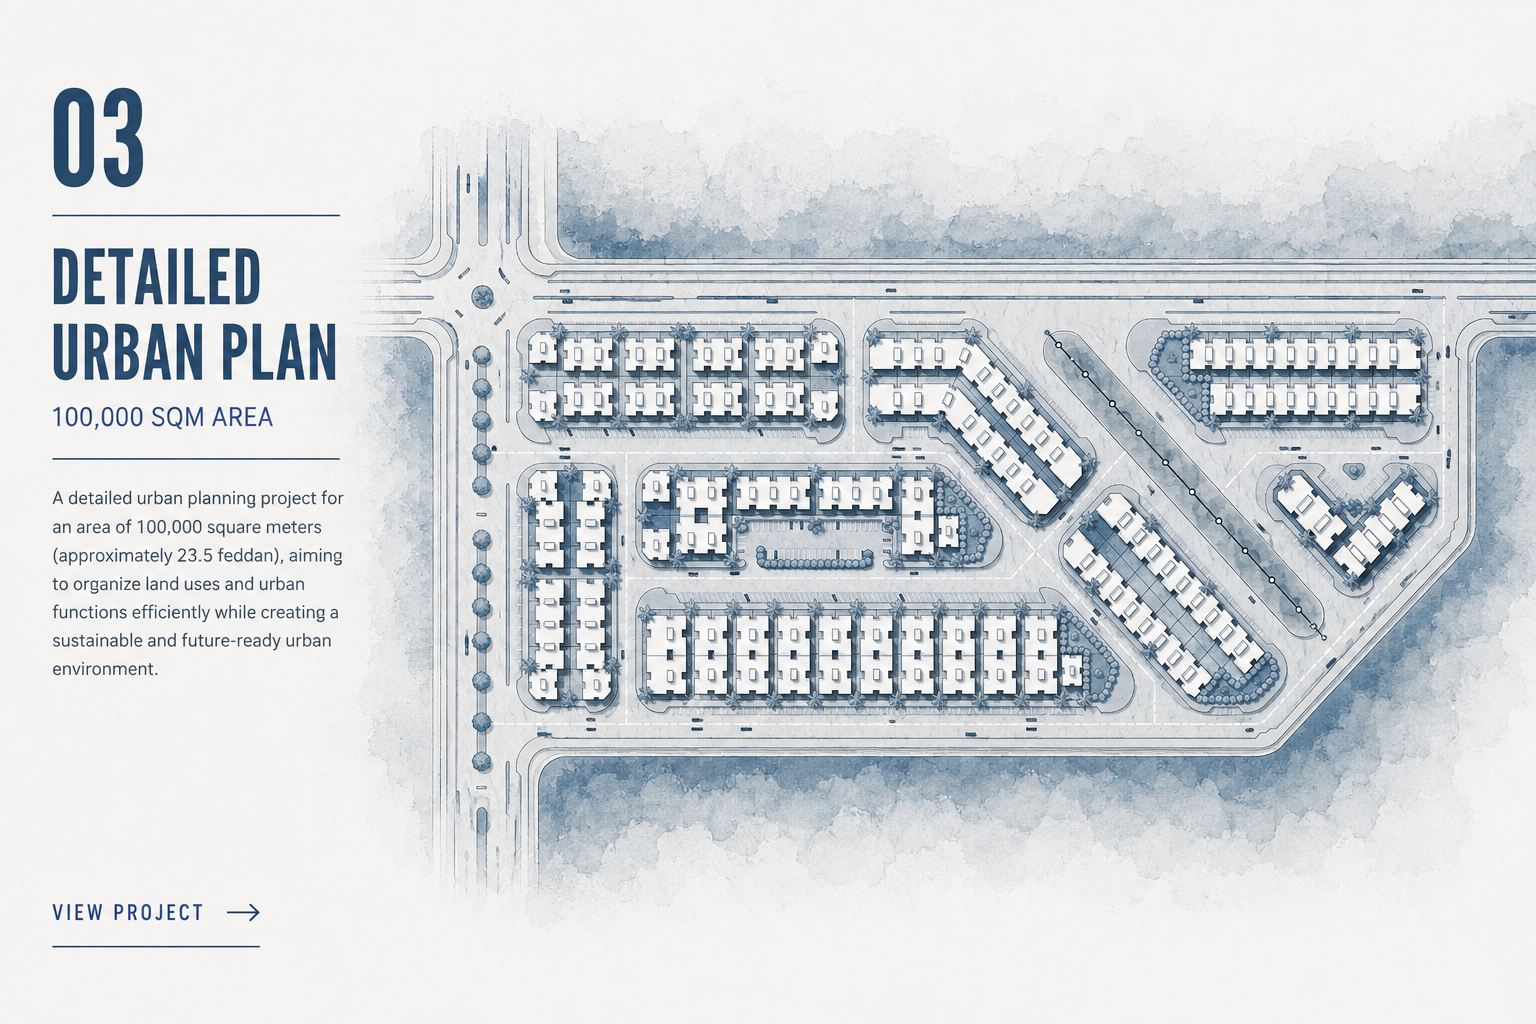 03
DETAILED
URBAN PLAN
100,000 SQM AREA
A detailed urban planning project for
an area of 100,000 square meters
(approximately 23.5 feddan), aiming
to organize land uses and urban
functions efficiently while creating a
sustainable and future-ready urban
environment.
VIEW PROJECT